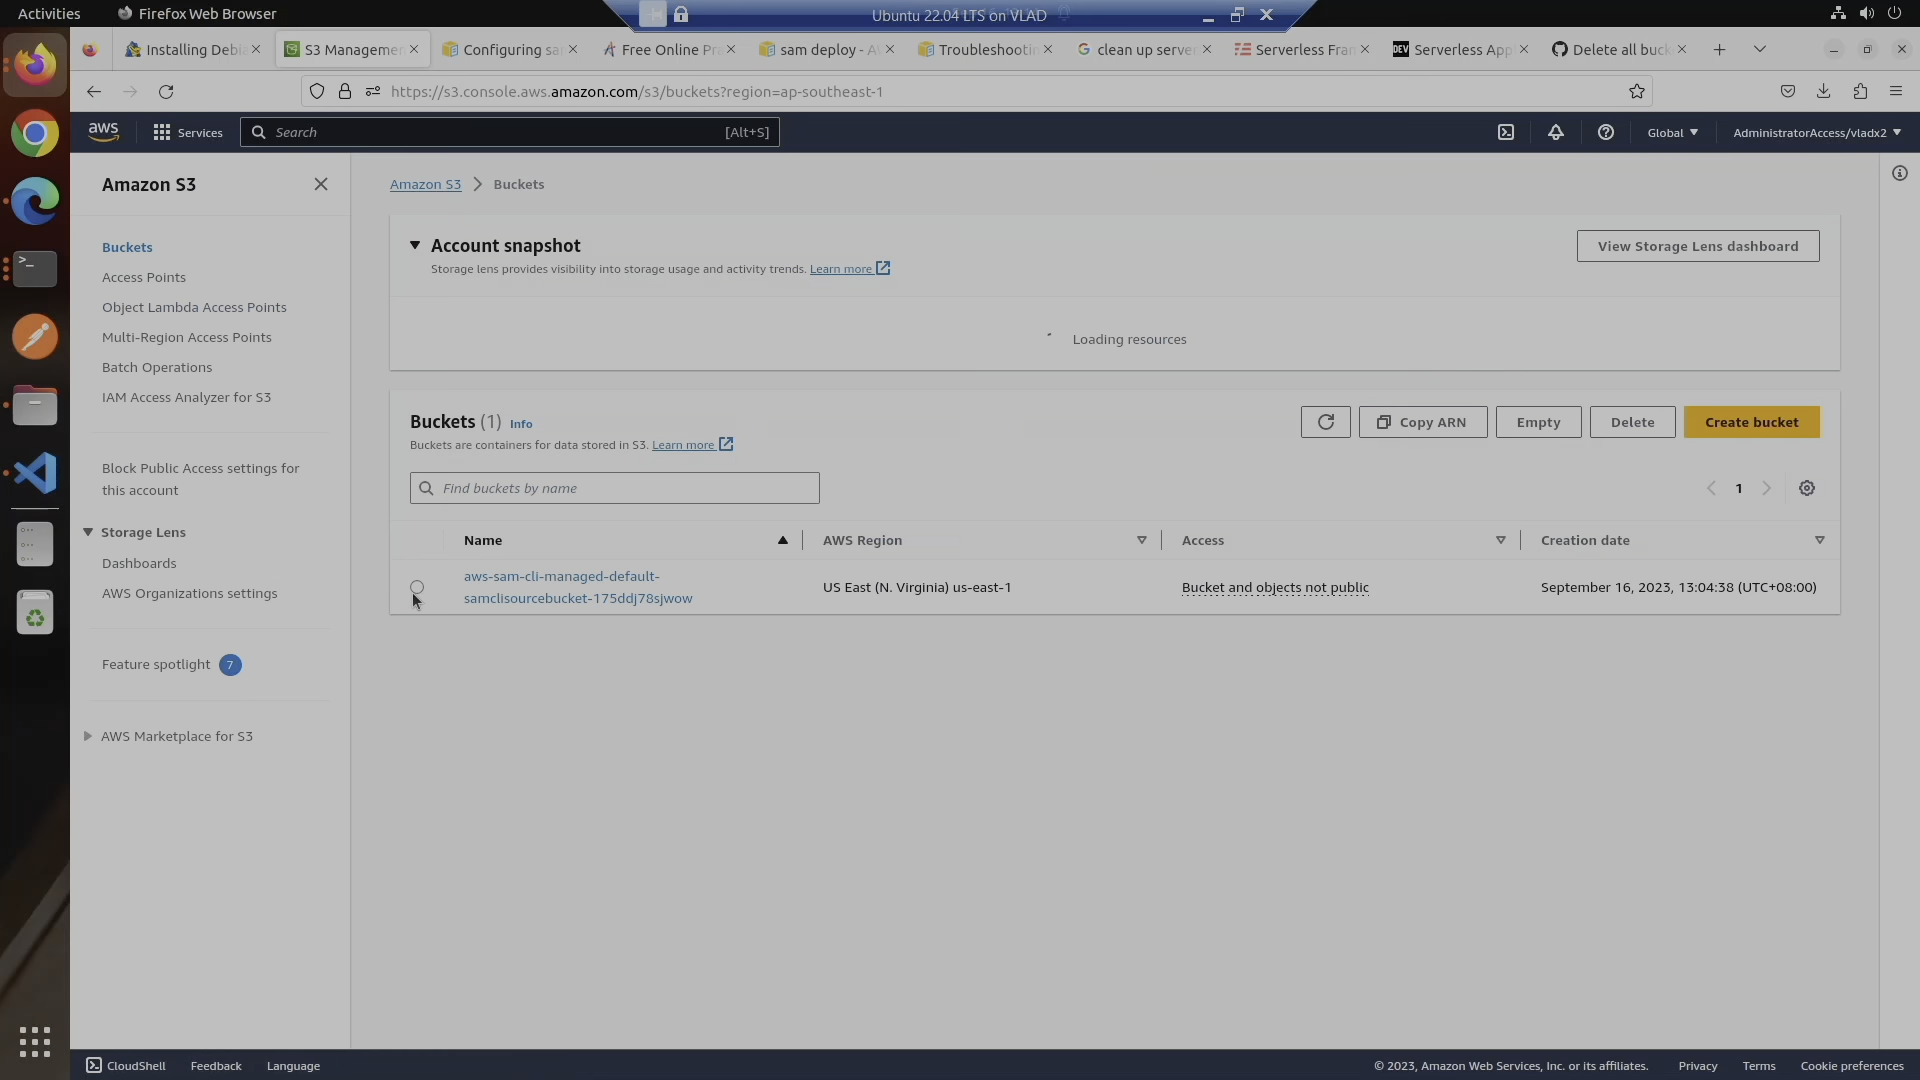 Activities
Firefox Web Browser
Ubuntu 22.04 LTS on VLAD
Installing Debia
S3 Managemen
Configuring sa
Free Online Pra
sam deploy - A
Troubleshootin
clean up server
Serverless Fram
DEV
Serverless App
Delete all buck
https://s3.console.aws.amazon.com/s3/buckets?region=ap-southeast-1
aws
Services
Search
[Alt+S]
Global
AdministratorAccess/vladx2
Amazon S3
Buckets
Access Points
Object Lambda Access Points
Multi-Region Access Points
Batch Operations
IAM Access Analyzer for S3
Block Public Access settings for
this account
Storage Lens
Dashboards
AWS Organizations settings
Feature spotlight 7
AWS Marketplace for S3
Amazon S3
Buckets
Account snapshot
Storage lens provides visibility into storage usage and activity trends. Learn more
View Storage Lens dashboard
Loading resources
Buckets (1) Info
Buckets are containers for data stored in S3. Learn more
Copy ARN
Empty
Delete
Create bucket
Find buckets by name
1
Name
AWS Region
Access
Creation date
aws-sam-cli-managed-default-
samclisourcebucket-175ddj78sjwow
US East (N. Virginia) us-east-1
Bucket and objects not public
September 16, 2023, 13:04:38 (UTC+08:00)
CloudShell
Feedback
Language
© 2023, Amazon Web Services, Inc. or its affiliates.
Privacy
Terms
Cookie preferences